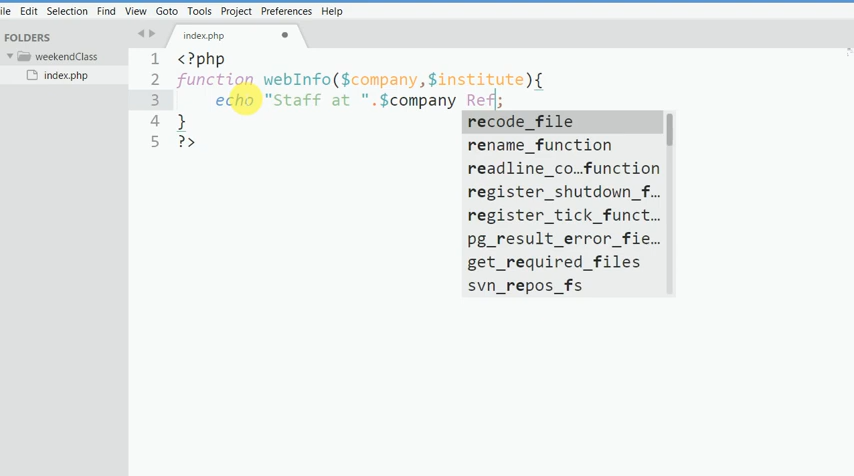 ile Edit Selection Find View Goto Tools Project Preferences Help
FOLDERS
weekendClass
index.php
index.php
1 <?php
2 function webInfo($company,$institute){
3 echo "Staff at ".$company Ref;
4 }
5 ?>
recode_file
rename_function
readline_co…function
register_shutdown_f…
register_tick_funct…
pg_result_error_fie…
get_required_files
svn_repos_fs